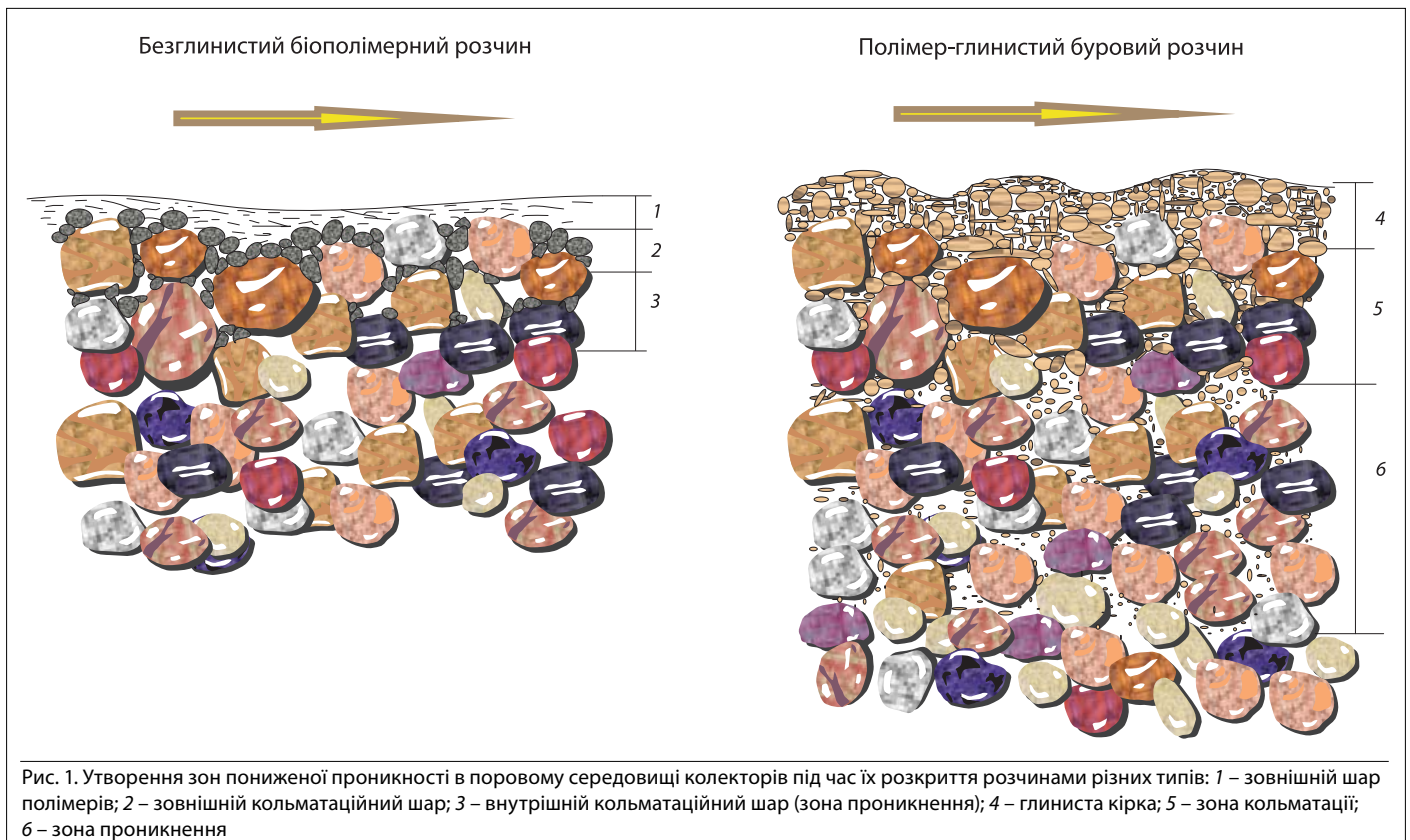 Безглинистий біополімерний розчин
Полімер-глинистий буровий розчин
1
2
3
4
5
6
Рис. 1. Утворення зон пониженої проникності в поровому середовищі колекторів під час їх розкриття розчинами різних типів: 1 – зовнішній шар
полімерів; 2 – зовнішній кольматаційний шар; 3 – внутрішній кольматаційний шар (зона проникнення); 4 – глиниста кірка; 5 – зона кольматації;
6 – зона проникнення